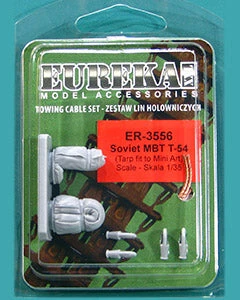 EUREKA!
MODEL ACCESSORIES
TOWING CABLE SET - ZESTAW LIN HOLOWNICZYCH
ER-3556
Soviet MBT T-54
(Tarp fit to Mini Art)
Scale - Skala 1/35